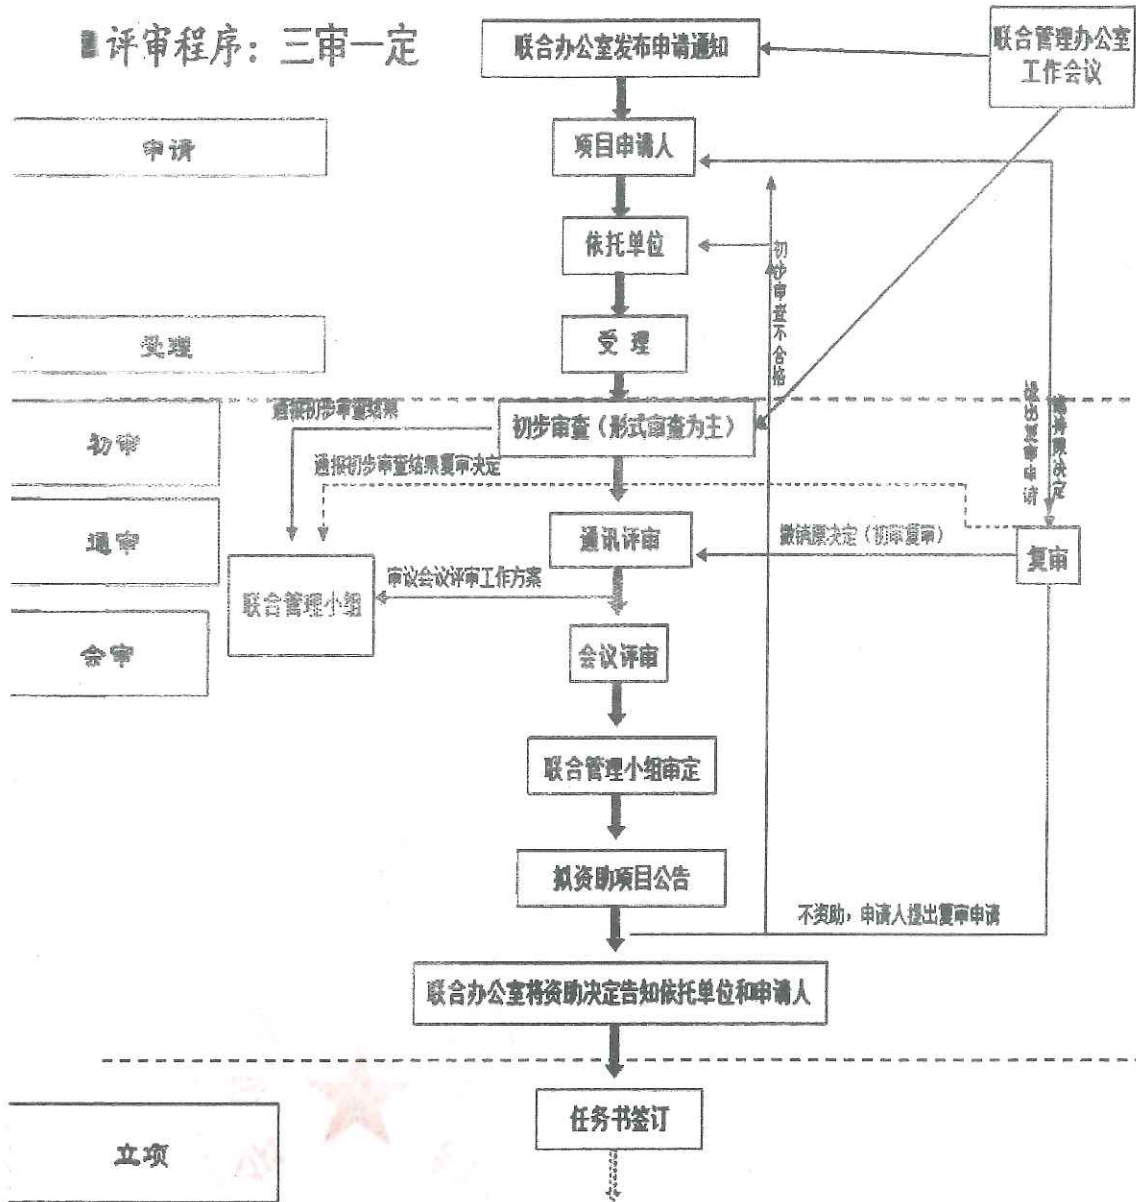 评审程序：三审一定
联合办公室发布申请通知
联合管理办公室
工作会议
申请
项目申请人
依托单位
初步审查不合格
受理
受 理
通报初步审查结果
初步审查（形式审查为主）
提出复审申请
维持原决定
初审
通报初步审查结果复审决定
通审
通讯评审
撤销原决定（初审复审）
复审
审议会议评审工作方案
联合管理小组
会审
会议评审
联合管理小组审定
拟资助项目公告
不资助，申请人提出复审申请
联合办公室将资助决定告知依托单位和申请人
任务书签订
立项